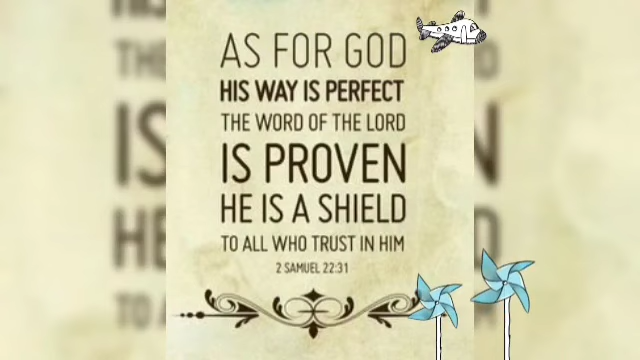 AS FOR GOD
HIS WAY IS PERFECT
THE WORD OF THE LORD
IS PROVEN
HE IS A SHIELD
TO ALL WHO TRUST IN HIM
2 SAMUEL 22:31